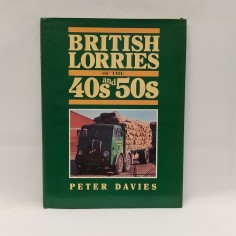 BRITISH
LORRIES
OF THE
40s and 50s
PETER DAVIES